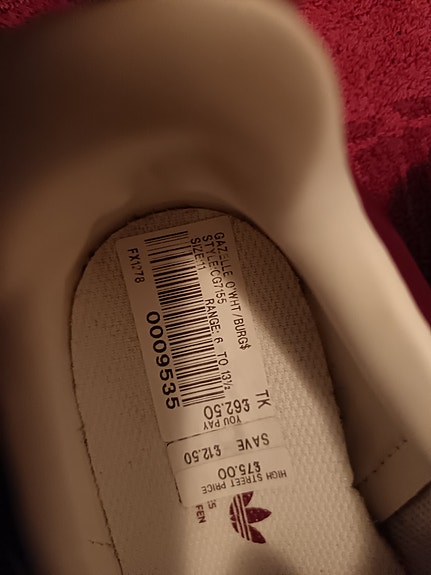 GAZELLE O'WHT/BURG$
STYLE:CG7155
SIZE:11
RANGE: 6 TO 13½
FX4278
0009535
TK
HIGH STREET PRICE
£75.00
SAVE £12.50
YOU PAY
£62.50